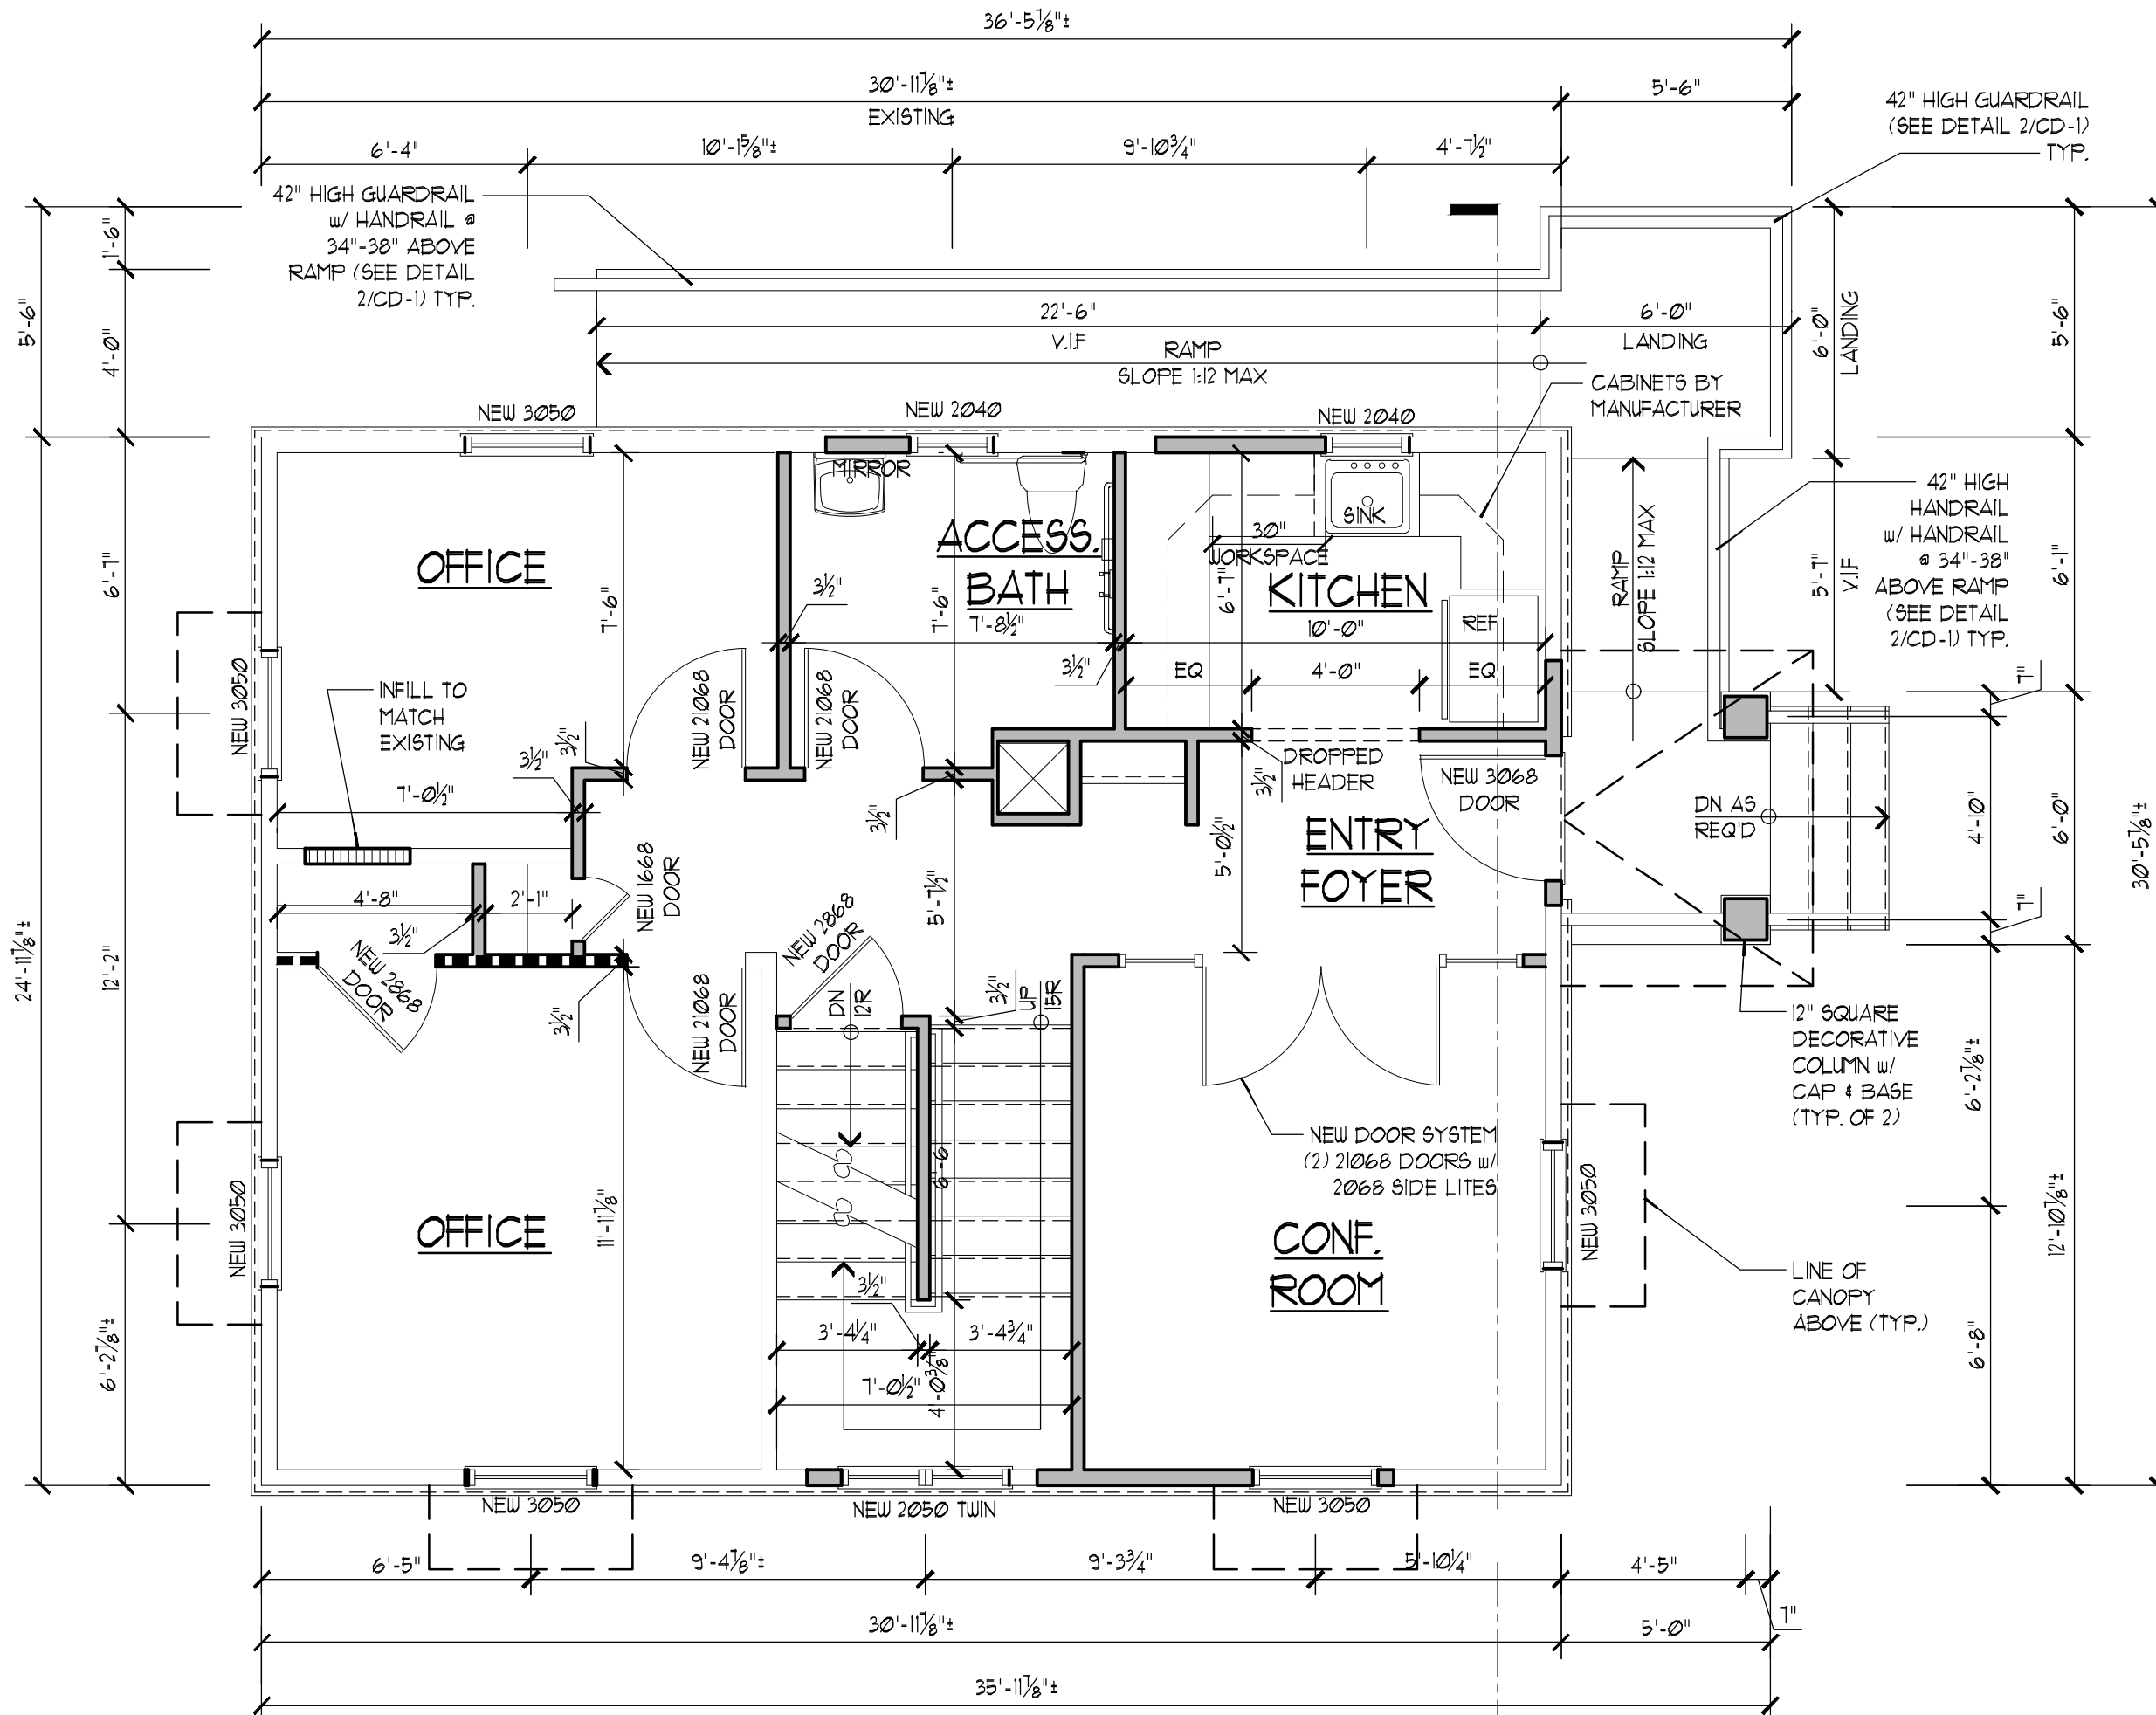 36'-5⅞"±
30'-11⅞"±
EXISTING
5'-6"
6'-4"
10'-1⅝"±
9'-10¾"
4'-7½"
42" HIGH GUARDRAIL
(SEE DETAIL 2/CD-1)
TYP.
42" HIGH GUARDRAIL
w/ HANDRAIL @
34"-38" ABOVE
RAMP (SEE DETAIL
2/CD-1) TYP.
5'-6"
1'-6"
4'-0"
22'-6"
V.I.F
RAMP
SLOPE 1:12 MAX
6'-0"
LANDING
6'-0"
LANDING
5'-6"
CABINETS BY
MANUFACTURER
NEW 3050
NEW 2040
NEW 2040
MIRROR
SINK
30"
WORKSPACE
OFFICE
ACCESS.
BATH
KITCHEN
7'-6"
3½"
7'-6"
7'-8½"
6'-7"
10'-0"
REF
3½"
EQ
4'-0"
EQ
RAMP
SLOPE 1:12 MAX
5'-7"
V.I.F
6'-1"
42" HIGH
HANDRAIL
w/ HANDRAIL
@ 34"-38"
ABOVE RAMP
(SEE DETAIL
2/CD-1) TYP.
6'-7"
NEW 3050
INFILL TO
MATCH
EXISTING
NEW 21068
DOOR
NEW 21068
DOOR
3½"
3½"
7'-0½"
3½"
3½"
DROPPED
HEADER
NEW 3068
DOOR
DN AS
REQ'D
7"
4'-10"
6'-0"
7"
30'-5⅞"±
ENTRY
FOYER
5'-0½"
5'-7½"
NEW 1668
DOOR
4'-8"
2'-1"
3½"
NEW 2868
DOOR
NEW 2868
DOOR
3½"
NEW 21068
DOOR
DN
12R
3½"
UP
15R
24'-11⅞"±
12'-2"
12" SQUARE
DECORATIVE
COLUMN w/
CAP & BASE
(TYP. OF 2)
6'-2⅞"±
12'-10⅞"±
NEW DOOR SYSTEM
(2) 21068 DOORS w/
2068 SIDE LITES
NEW 3050
NEW 3050
6'-6
11'-11⅞"
OFFICE
CONF.
ROOM
LINE OF
CANOPY
ABOVE (TYP.)
3½"
3'-4¼"
3'-4¾"
7'-0½"
4'-0⅜"
6'-2⅞"±
6'-8"
NEW 3050
NEW 2050 TWIN
NEW 3050
6'-5"
9'-4⅞"±
9'-3¾"
5'-10¼"
4'-5"
7"
30'-11⅞"±
5'-0"
35'-11⅞"±